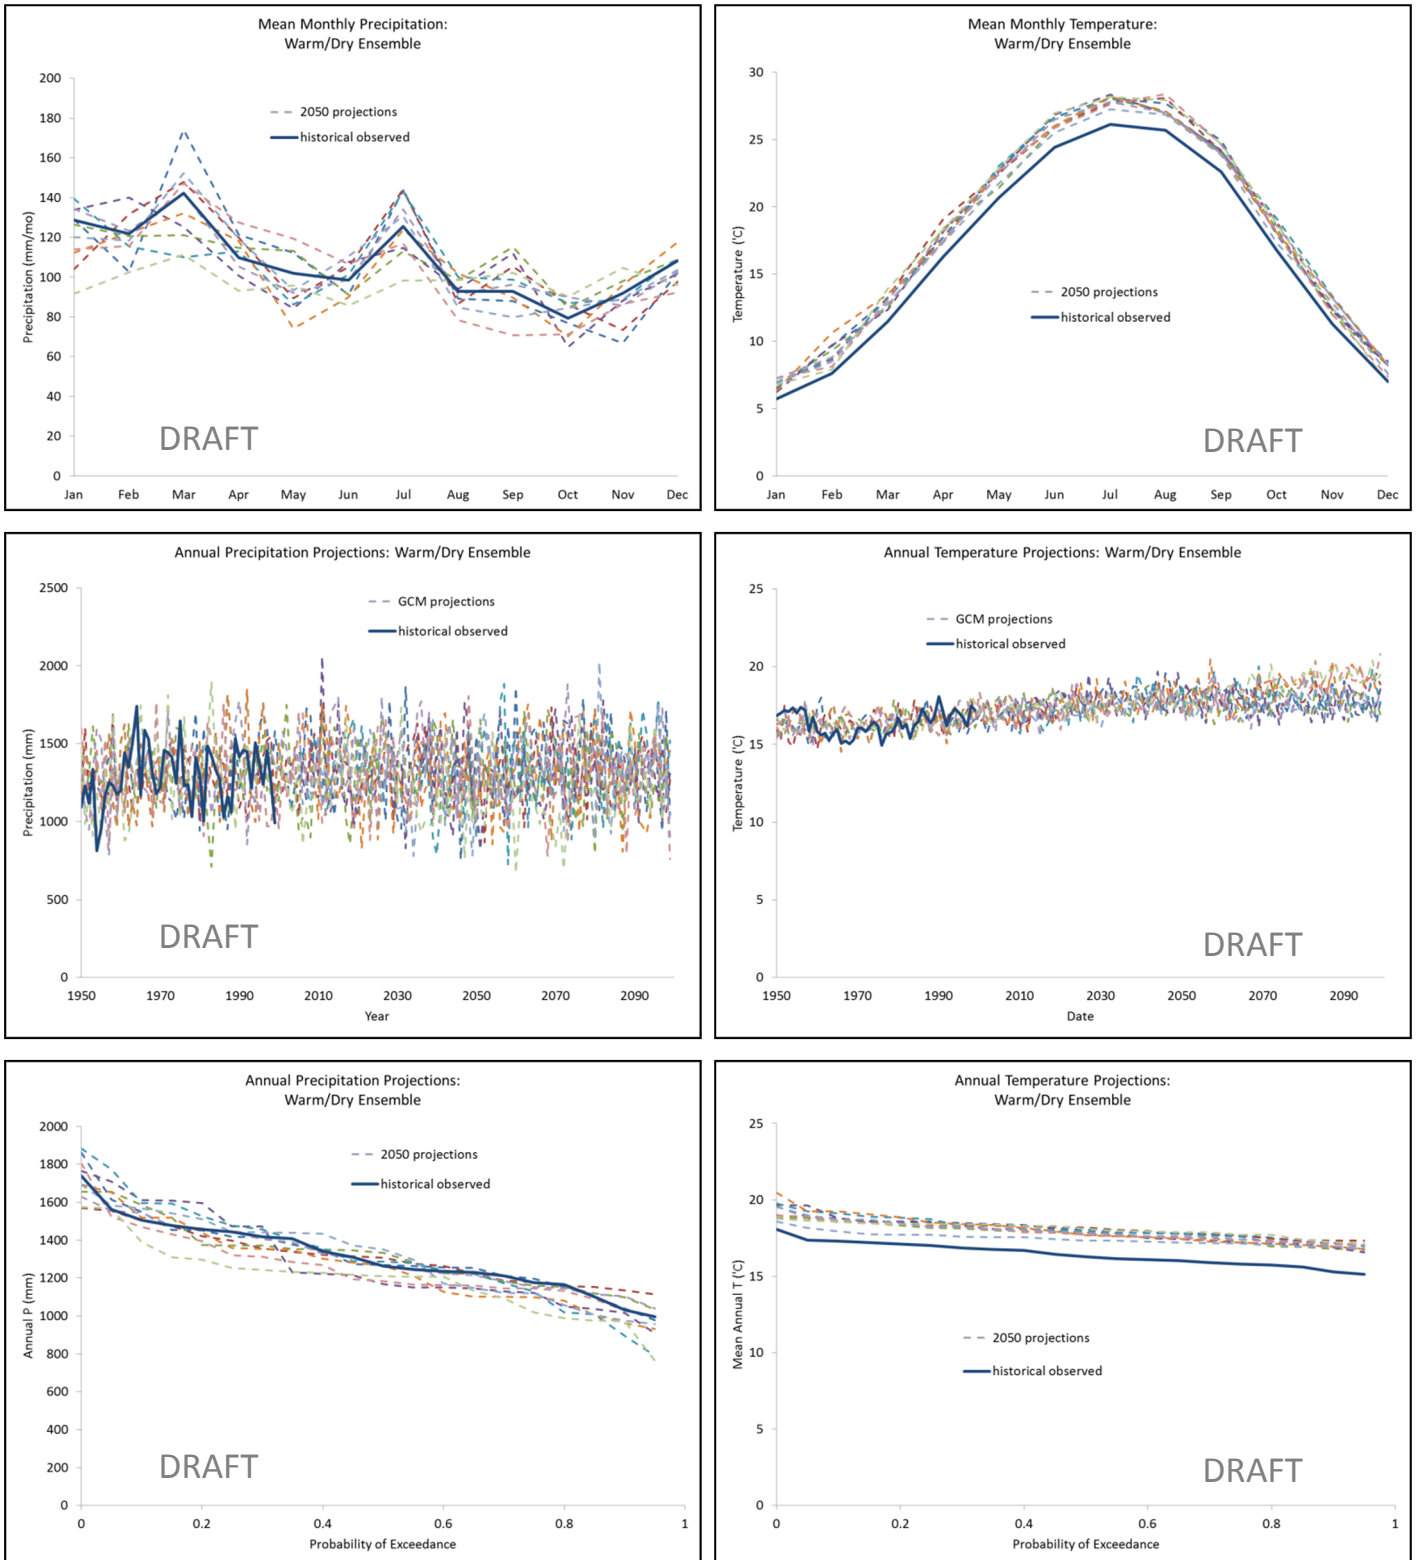 Mean Monthly Precipitation:
Warm/Dry Ensemble
200
180
160
140
120
100
80
60
40
20
0
Precipitation (mm/mo)
2050 projections
historical observed
DRAFT
Jan Feb Mar Apr May Jun Jul Aug Sep Oct Nov Dec
Mean Monthly Temperature:
Warm/Dry Ensemble
30
25
20
15
10
5
0
Temperature ('C)
2050 projections
historical observed
DRAFT
Jan Feb Mar Apr May Jun Jul Aug Sep Oct Nov Dec
Annual Precipitation Projections: Warm/Dry Ensemble
2500
2000
1500
1000
500
0
Precipitation (mm)
GCM projections
historical observed
DRAFT
1950 1970 1990 2010 2030 2050 2070 2090
Year
Annual Temperature Projections: Warm/Dry Ensemble
25
20
15
10
5
0
Temperature ('C)
GCM projections
historical observed
DRAFT
1950 1970 1990 2010 2030 2050 2070 2090
Date
Annual Precipitation Projections:
Warm/Dry Ensemble
2000
1800
1600
1400
1200
1000
800
600
400
200
0
Annual P (mm)
2050 projections
historical observed
DRAFT
0 0.2 0.4 0.6 0.8 1
Probability of Exceedance
Annual Temperature Projections:
Warm/Dry Ensemble
25
20
15
10
5
0
Mean Annual T ('C)
2050 projections
historical observed
DRAFT
0 0.2 0.4 0.6 0.8 1
Probability of Exceedance